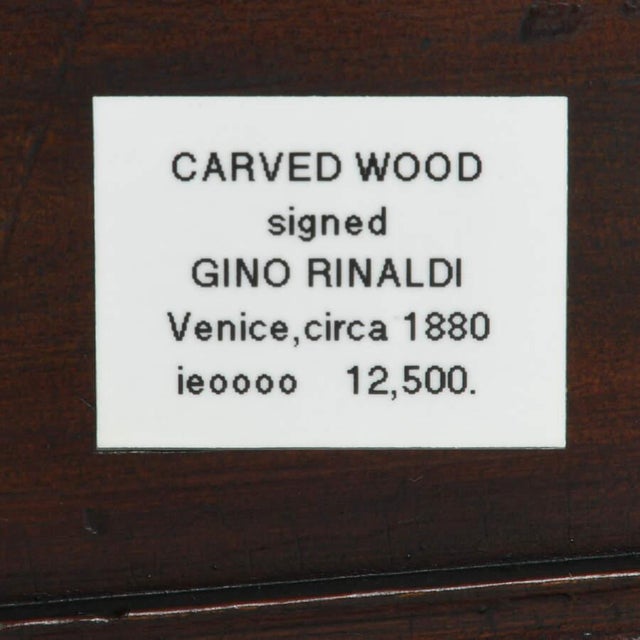 CARVED WOOD
signed
GINO RINALDI
Venice,circa 1880
ieoooo 12,500.